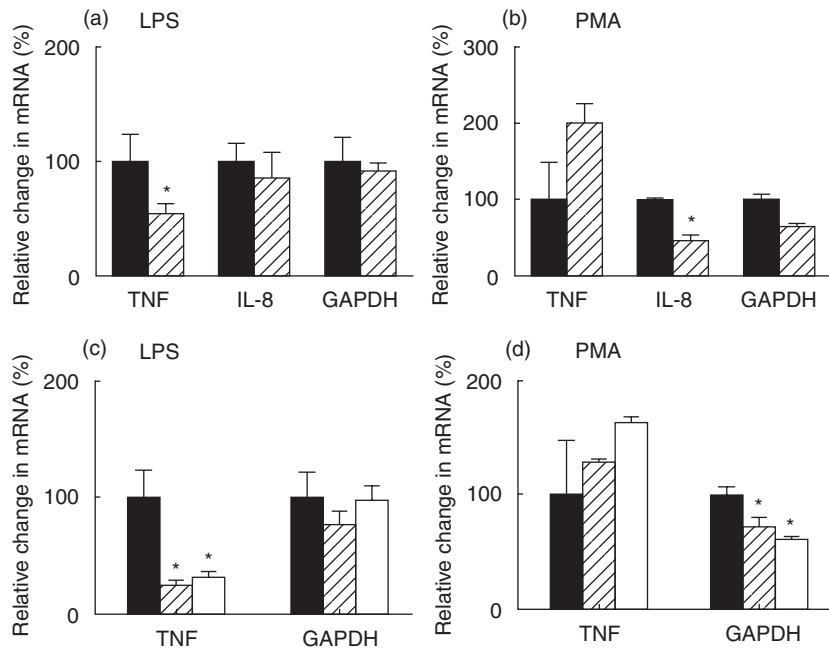 (a) LPS
Relative change in mRNA (%)
200
100
0
*
TNF IL-8 GAPDH
(b) PMA
Relative change in mRNA (%)
300
200
100
0
*
TNF IL-8 GAPDH
(c) LPS
Relative change in mRNA (%)
200
100
0
* *
TNF GAPDH
(d) PMA
Relative change in mRNA (%)
200
100
0
* *
TNF GAPDH